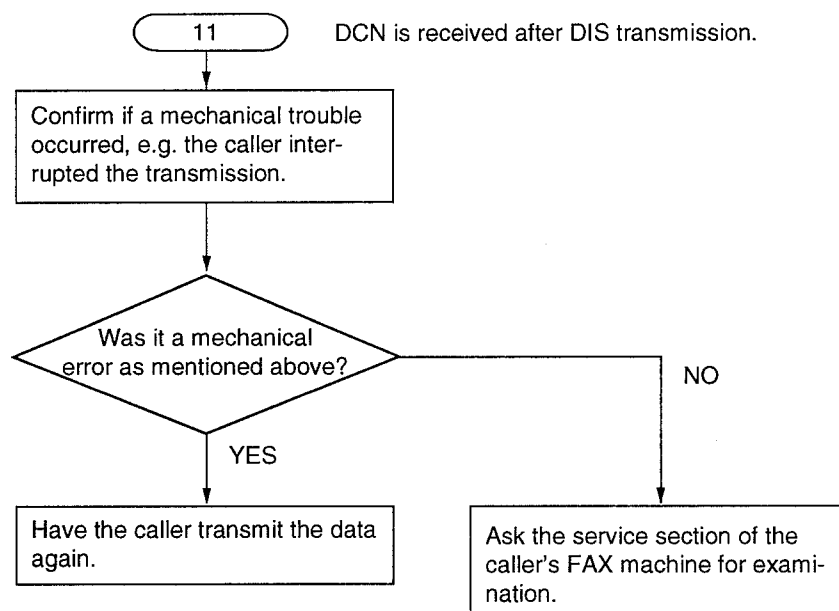 11
DCN is received after DIS transmission.
Confirm if a mechanical trouble
occurred, e.g. the caller inter-
rupted the transmission.
Was it a mechanical
error as mentioned above?
NO
YES
Have the caller transmit the data
again.
Ask the service section of the
caller's FAX machine for exami-
nation.